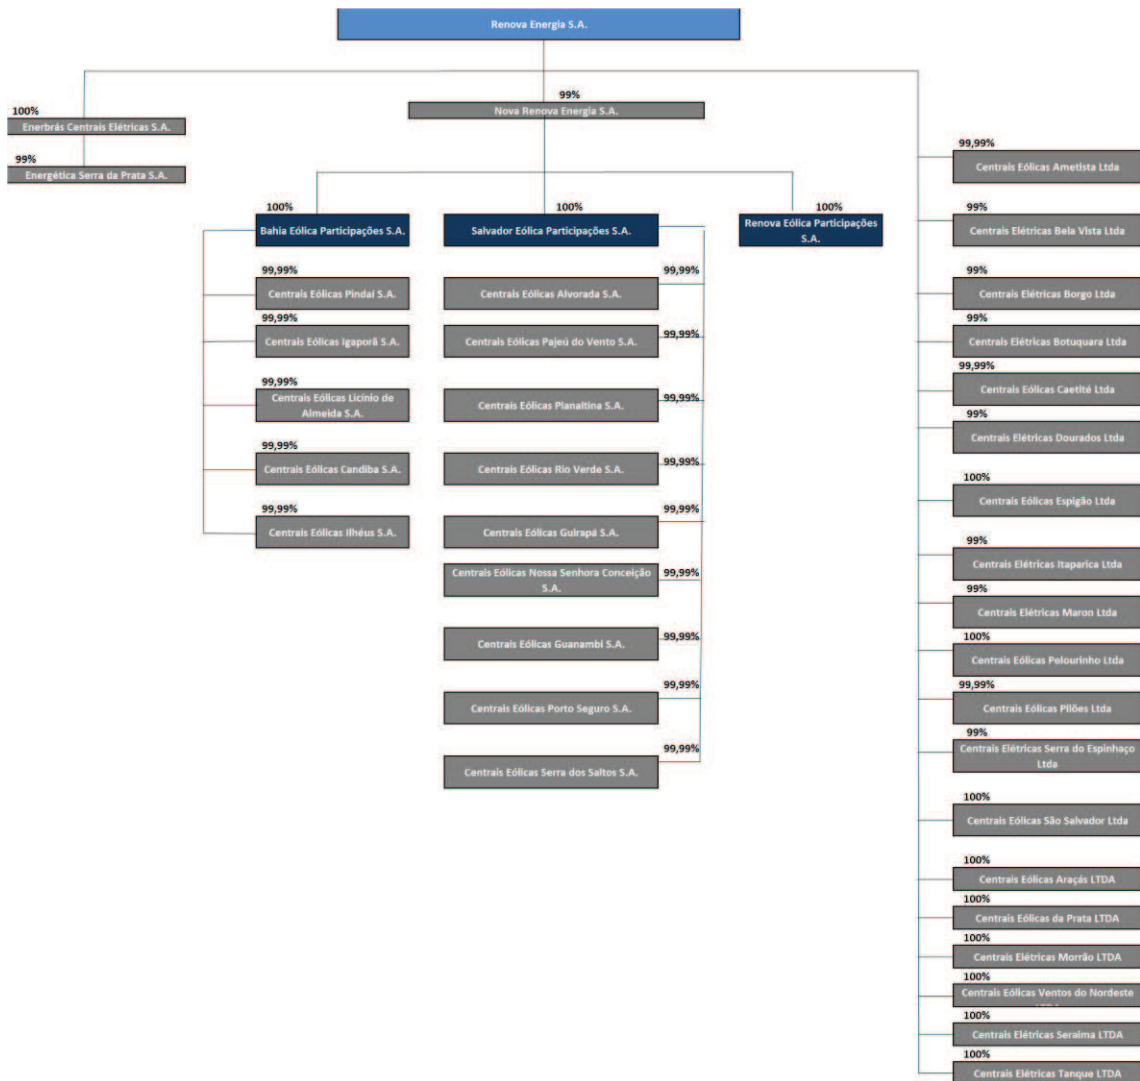 Renova Energia S.A.
100%
Enerbrás Centrais Elétricas S.A.
99%
Energética Serra da Prata S.A.
99%
Nova Renova Energia S.A.
100%
Bahia Eólica Participações S.A.
99,99%
Centrais Eólicas Pindaí S.A.
99,99%
Centrais Eólicas Igaporã S.A.
99,99%
Centrais Eólicas Licínio de
Almeida S.A.
99,99%
Centrais Eólicas Candiba S.A.
99,99%
Centrais Eólicas Ilhéus S.A.
100%
Salvador Eólica Participações S.A.
99,99%
Centrais Eólicas Alvorada S.A.
99,99%
Centrais Eólicas Pajeú do Vento S.A.
99,99%
Centrais Eólicas Planaltina S.A.
99,99%
Centrais Eólicas Rio Verde S.A.
99,99%
Centrais Eólicas Guirapá S.A.
99,99%
Centrais Eólicas Nossa Senhora Conceição
S.A.
99,99%
Centrais Eólicas Guanambi S.A.
99,99%
Centrais Eólicas Porto Seguro S.A.
99,99%
Centrais Eólicas Serra dos Saltos S.A.
100%
Renova Eólica Participações
S.A.
99,99%
Centrais Eólicas Ametista Ltda
99%
Centrais Elétricas Bela Vista Ltda
99%
Centrais Elétricas Borgo Ltda
99%
Centrais Elétricas Botuquara Ltda
99,99%
Centrais Eólicas Caetité Ltda
99%
Centrais Elétricas Dourados Ltda
100%
Centrais Eólicas Espigão Ltda
99%
Centrais Elétricas Itaparica Ltda
99%
Centrais Elétricas Maron Ltda
100%
Centrais Eólicas Pelourinho Ltda
99,99%
Centrais Eólicas Pilões Ltda
99%
Centrais Elétricas Serra do Espinhaço
Ltda
100%
Centrais Eólicas São Salvador Ltda
100%
Centrais Eólicas Araçás LTDA
100%
Centrais Eólicas da Prata LTDA
100%
Centrais Elétricas Morrão LTDA
100%
Centrais Eólicas Ventos do Nordeste
LTDA
100%
Centrais Elétricas Seraima LTDA
100%
Centrais Elétricas Tanque LTDA